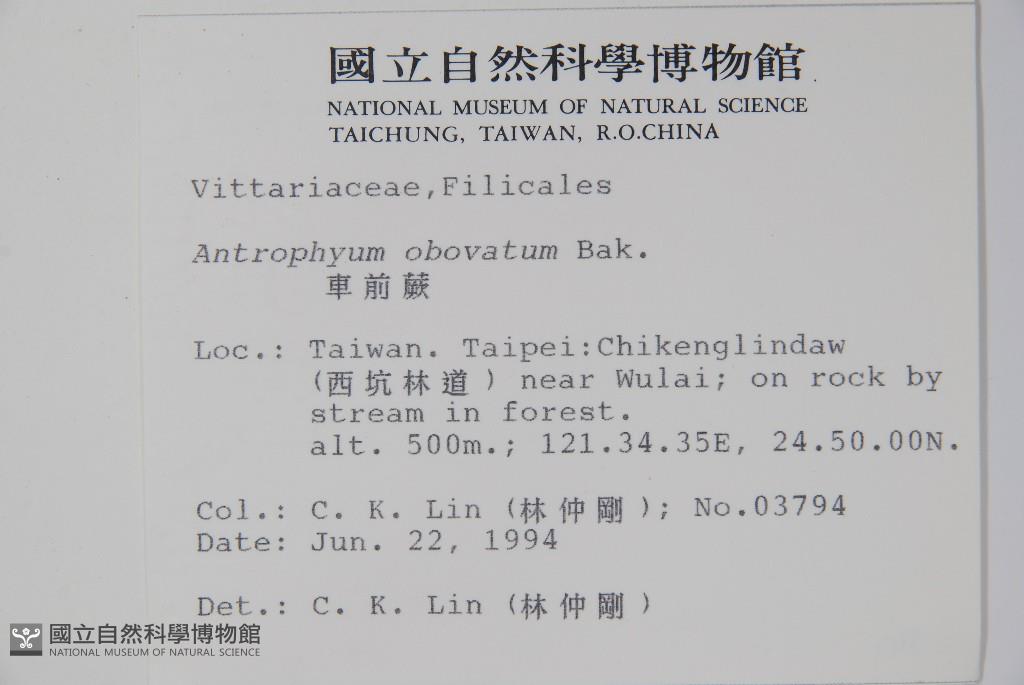 國立自然科學博物館
NATIONAL MUSEUM OF NATURAL SCIENCE
TAICHUNG, TAIWAN, R.O.CHINA
Vittariaceae,Filicales
Antrophyum obovatum Bak.
車前蕨
Loc.: Taiwan. Taipei:Chikenglindaw
(西坑林道) near Wulai; on rock by
stream in forest.
alt. 500m.; 121.34.35E, 24.50.00N.
Col.: C. K. Lin (林仲剛); No.03794
Date: Jun. 22, 1994
Det.: C. K. Lin (林仲剛)
國立自然科學博物館
NATIONAL MUSEUM OF NATURAL SCIENCE